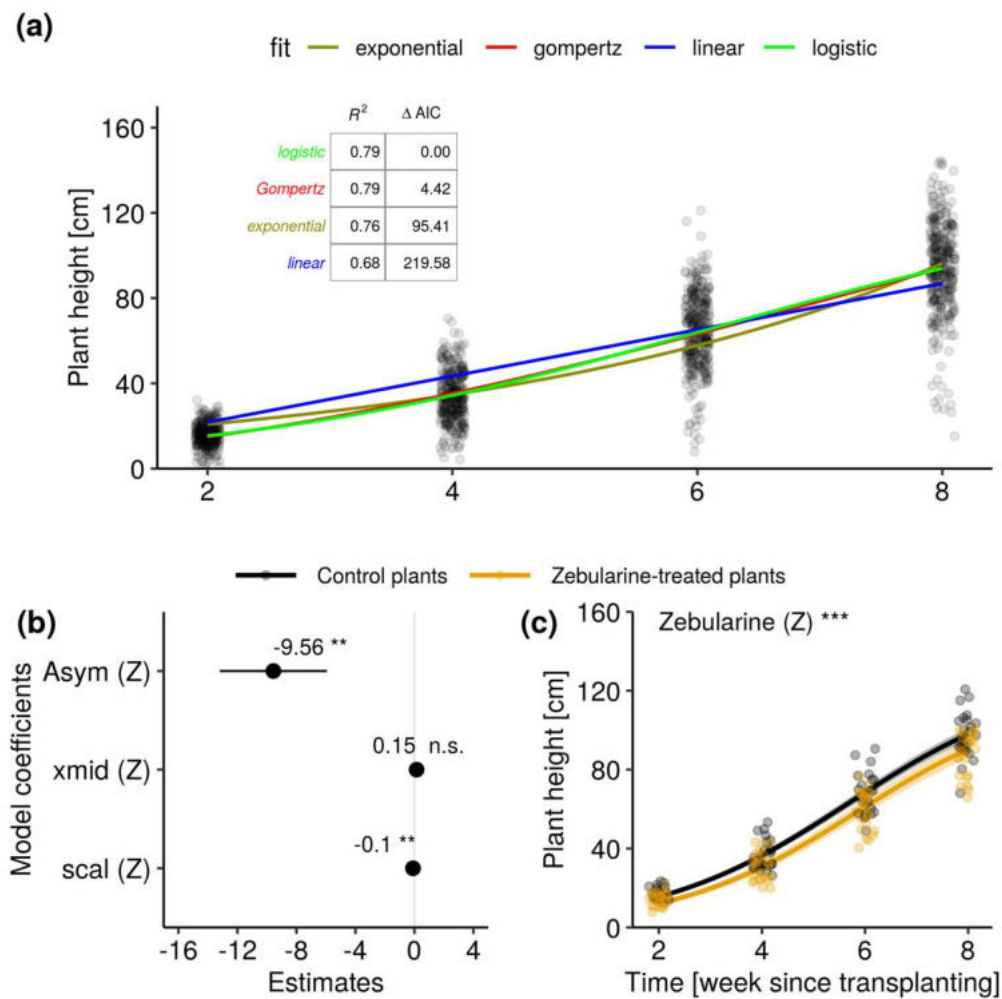 (a)
fit exponential gompertz linear logistic
R² Δ AIC
logistic 0.79 0.00
Gompertz 0.79 4.42
exponential 0.76 95.41
linear 0.68 219.58
Plant height [cm]
160
120
80
40
0
2 4 6 8
Control plants Zebularine-treated plants
(b)
Model coefficients
Asym (Z)
xmid (Z)
scal (Z)
-9.56 **
0.15 n.s.
-0.1 **
-16 -12 -8 -4 0 4
Estimates
(c)
Zebularine (Z) ***
Plant height [cm]
160
120
80
40
0
2 4 6 8
Time [week since transplanting]